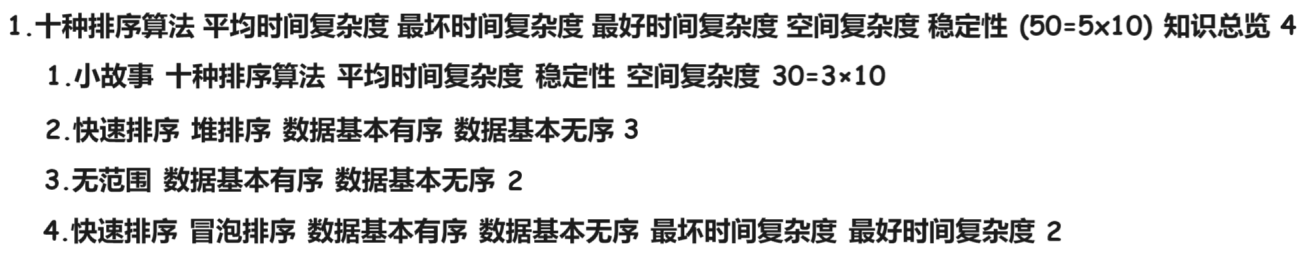 1.十种排序算法 平均时间复杂度 最坏时间复杂度 最好时间复杂度 空间复杂度 稳定性 (50=5x10) 知识总览 4
1.小故事 十种排序算法 平均时间复杂度 稳定性 空间复杂度 30=3×10
2.快速排序 堆排序 数据基本有序 数据基本无序 3
3.无范围 数据基本有序 数据基本无序 2
4.快速排序 冒泡排序 数据基本有序 数据基本无序 最坏时间复杂度 最好时间复杂度 2